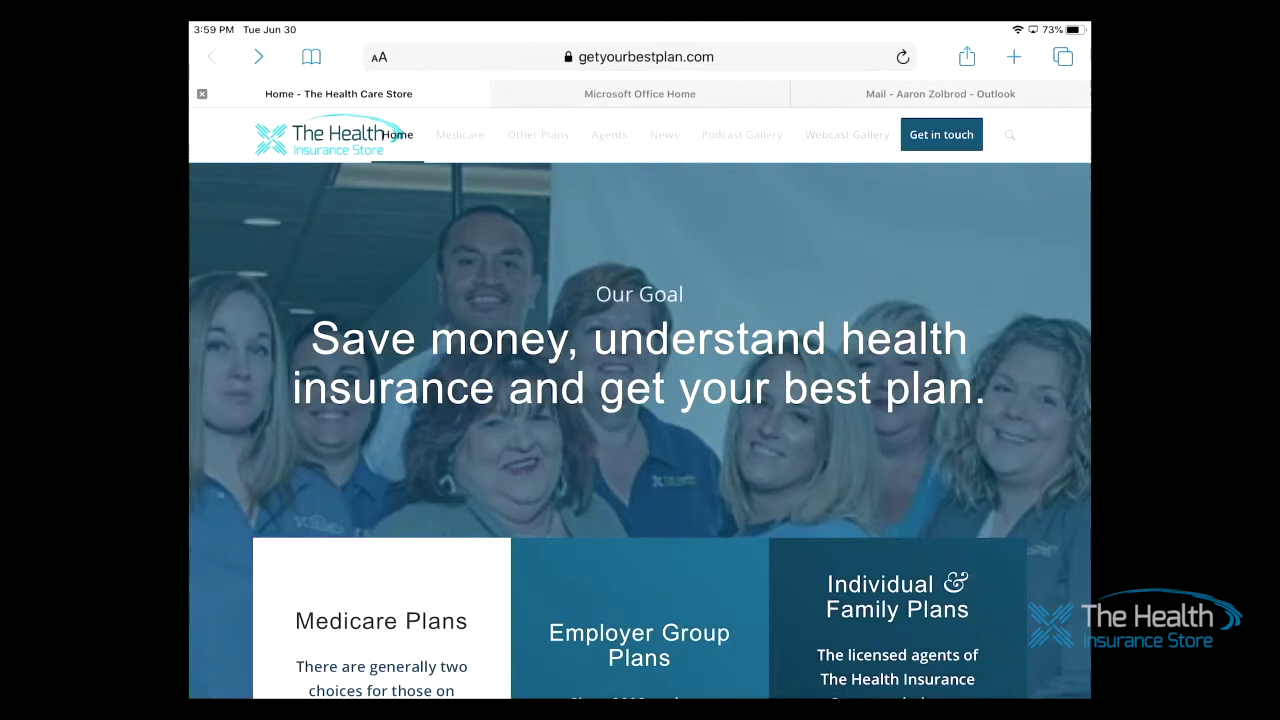 3:59 PM Tue Jun 30
73%
AA
getyourbestplan.com
Home - The Health Care Store
Microsoft Office Home
Mail - Aaron Zolbrod - Outlook
The Health
Insurance Store
Home
Medicare
Other Plans
Agents
News
Podcast Gallery
Webcast Gallery
Get in touch
Our Goal
Save money, understand health
insurance and get your best plan.
Medicare Plans
There are generally two
choices for those on
Employer Group
Plans
Individual &
Family Plans
The licensed agents of
The Health Insurance
The Health
Insurance Store